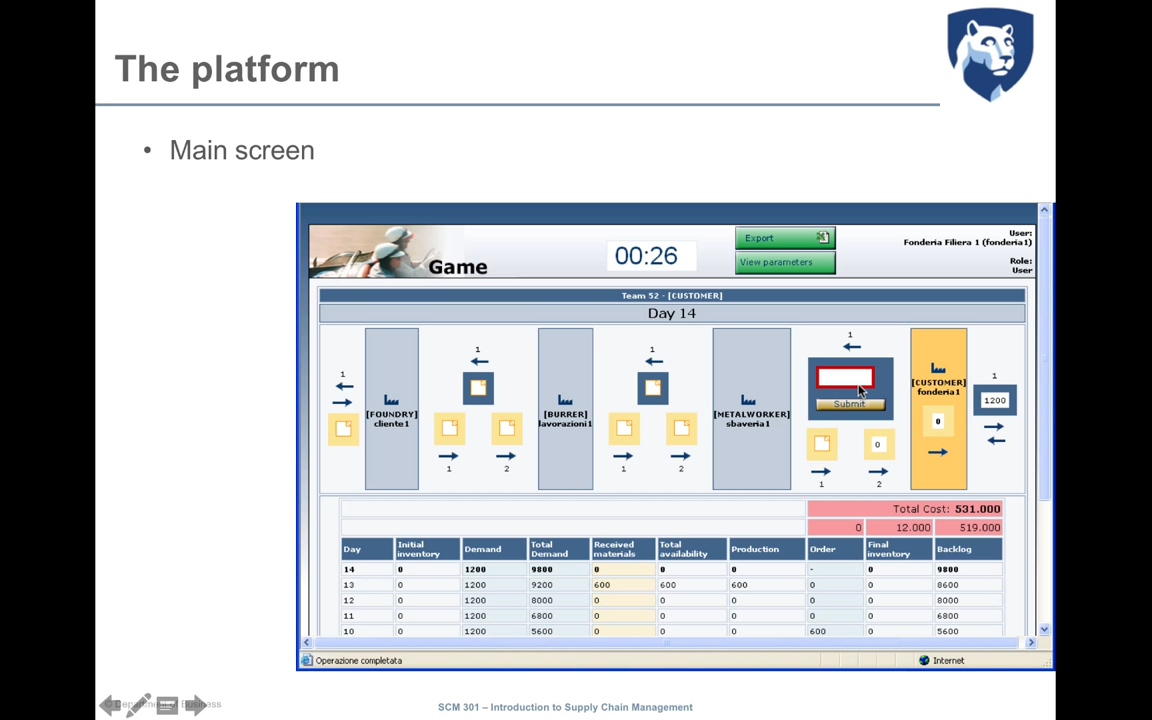 The platform
• Main screen
Game
00:26
Export
View parameters
User:
Fonderia Filiera 1 (fonderia1)
Role:
User
Team 52 - [CUSTOMER]
Day 14
1
[FOUNDRY]
cliente1
1
1
2
[BURRER]
lavorazioni1
1
1
2
[METALWORKER]
sbaveria1
1
Submit
0
1
2
[CUSTOMER]
fonderia1
0
1
1200
Total Cost: 531.000
0 12.000 519.000
Day Initial inventory Demand Total Demand Received materials Total availability Production Order Final inventory Backlog
14 0 1200 9800 0 0 0 - 0 9800
13 0 1200 9200 600 600 600 0 0 8600
12 0 1200 8000 0 0 0 0 0 8000
11 0 1200 6800 0 0 0 0 0 6800
10 0 1200 5600 0 0 0 600 0 5600
Operazione completata
Internet
© Department of Business
SCM 301 – Introduction to Supply Chain Management